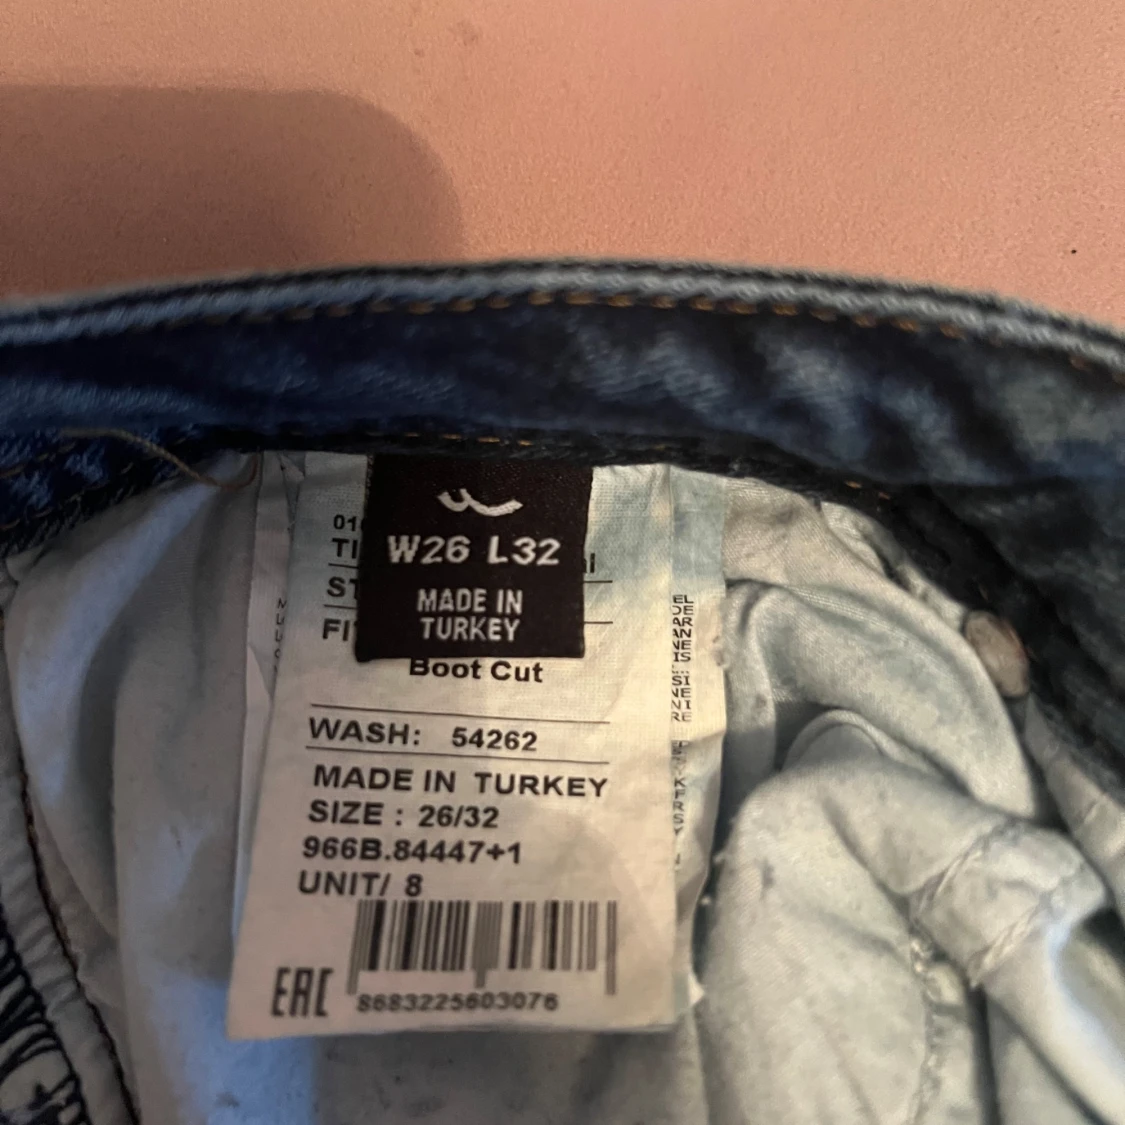 W26 L32
MADE IN
TURKEY
Boot Cut
WASH: 54262
MADE IN TURKEY
SIZE : 26/32
966B.84447+1
UNIT/ 8
EAC
8683225603076